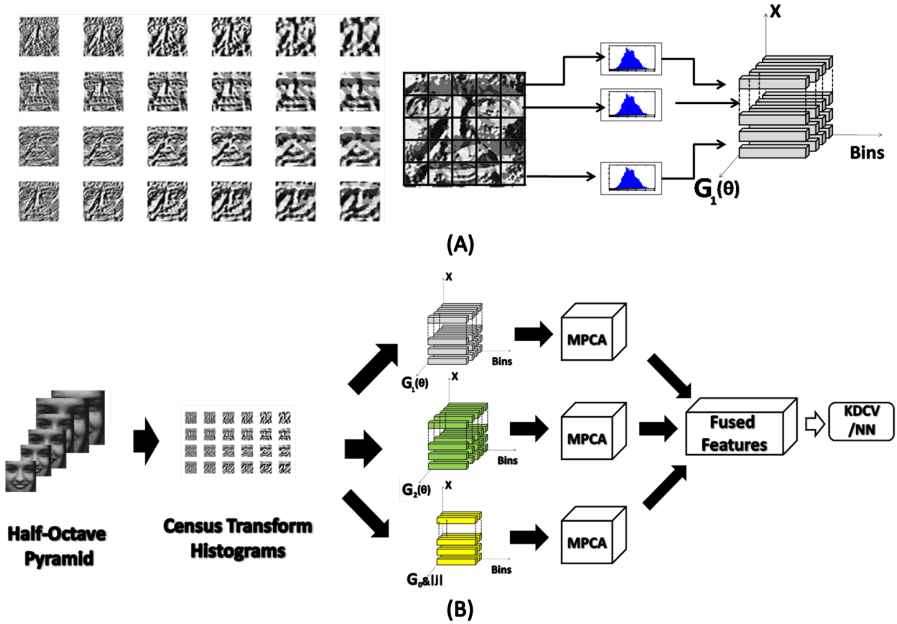 X
Bins
G₁(θ)
(A)
X
Bins
G₁(θ)
MPCA
X
Bins
G₂(θ)
MPCA
Fused
Features
KDCV
/NN
Half-Octave
Pyramid
Census Transform
Histograms
X
Bins
G₀&|J|
MPCA
(B)